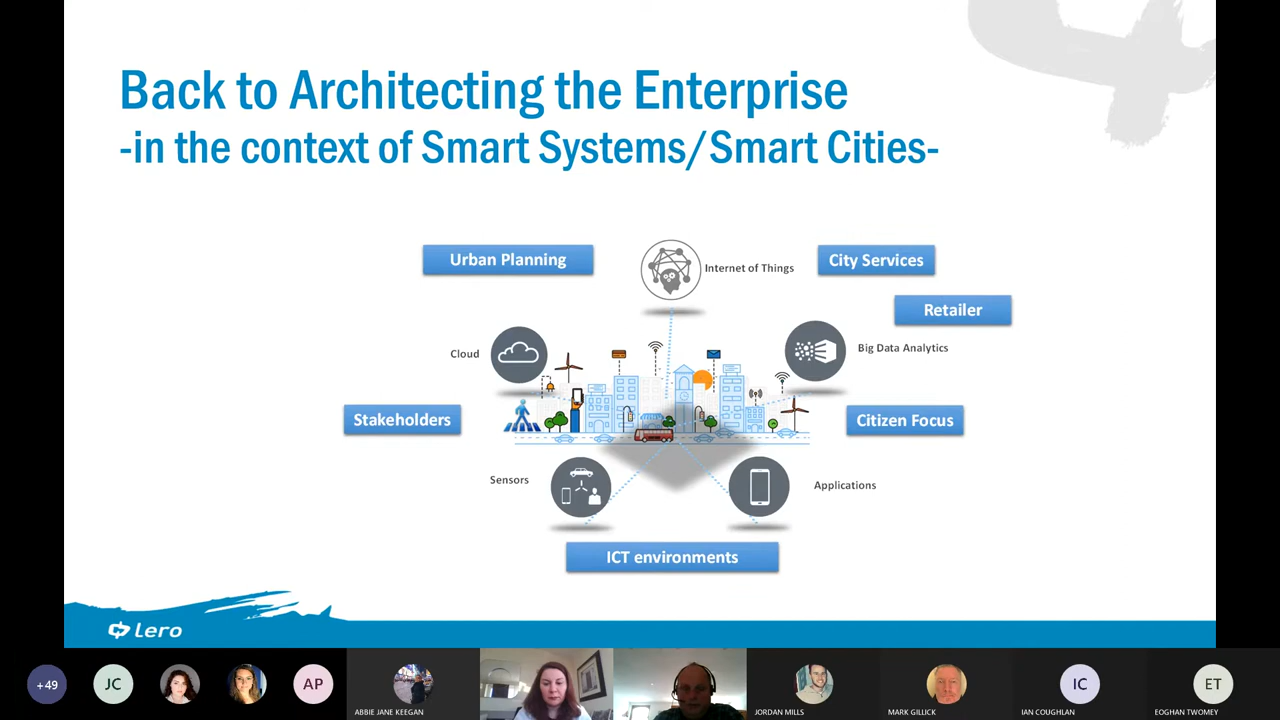 Back to Architecting the Enterprise
-in the context of Smart Systems/Smart Cities-
Urban Planning
Internet of Things
City Services
Retailer
Cloud
Big Data Analytics
Stakeholders
Citizen Focus
Sensors
Applications
ICT environments
Lero
+49
JC
AP
ABBIE JANE KEEGAN
JORDAN MILLS
MARK GILLICK
IC
IAN COUGHLAN
ET
EOGHAN TWOMEY